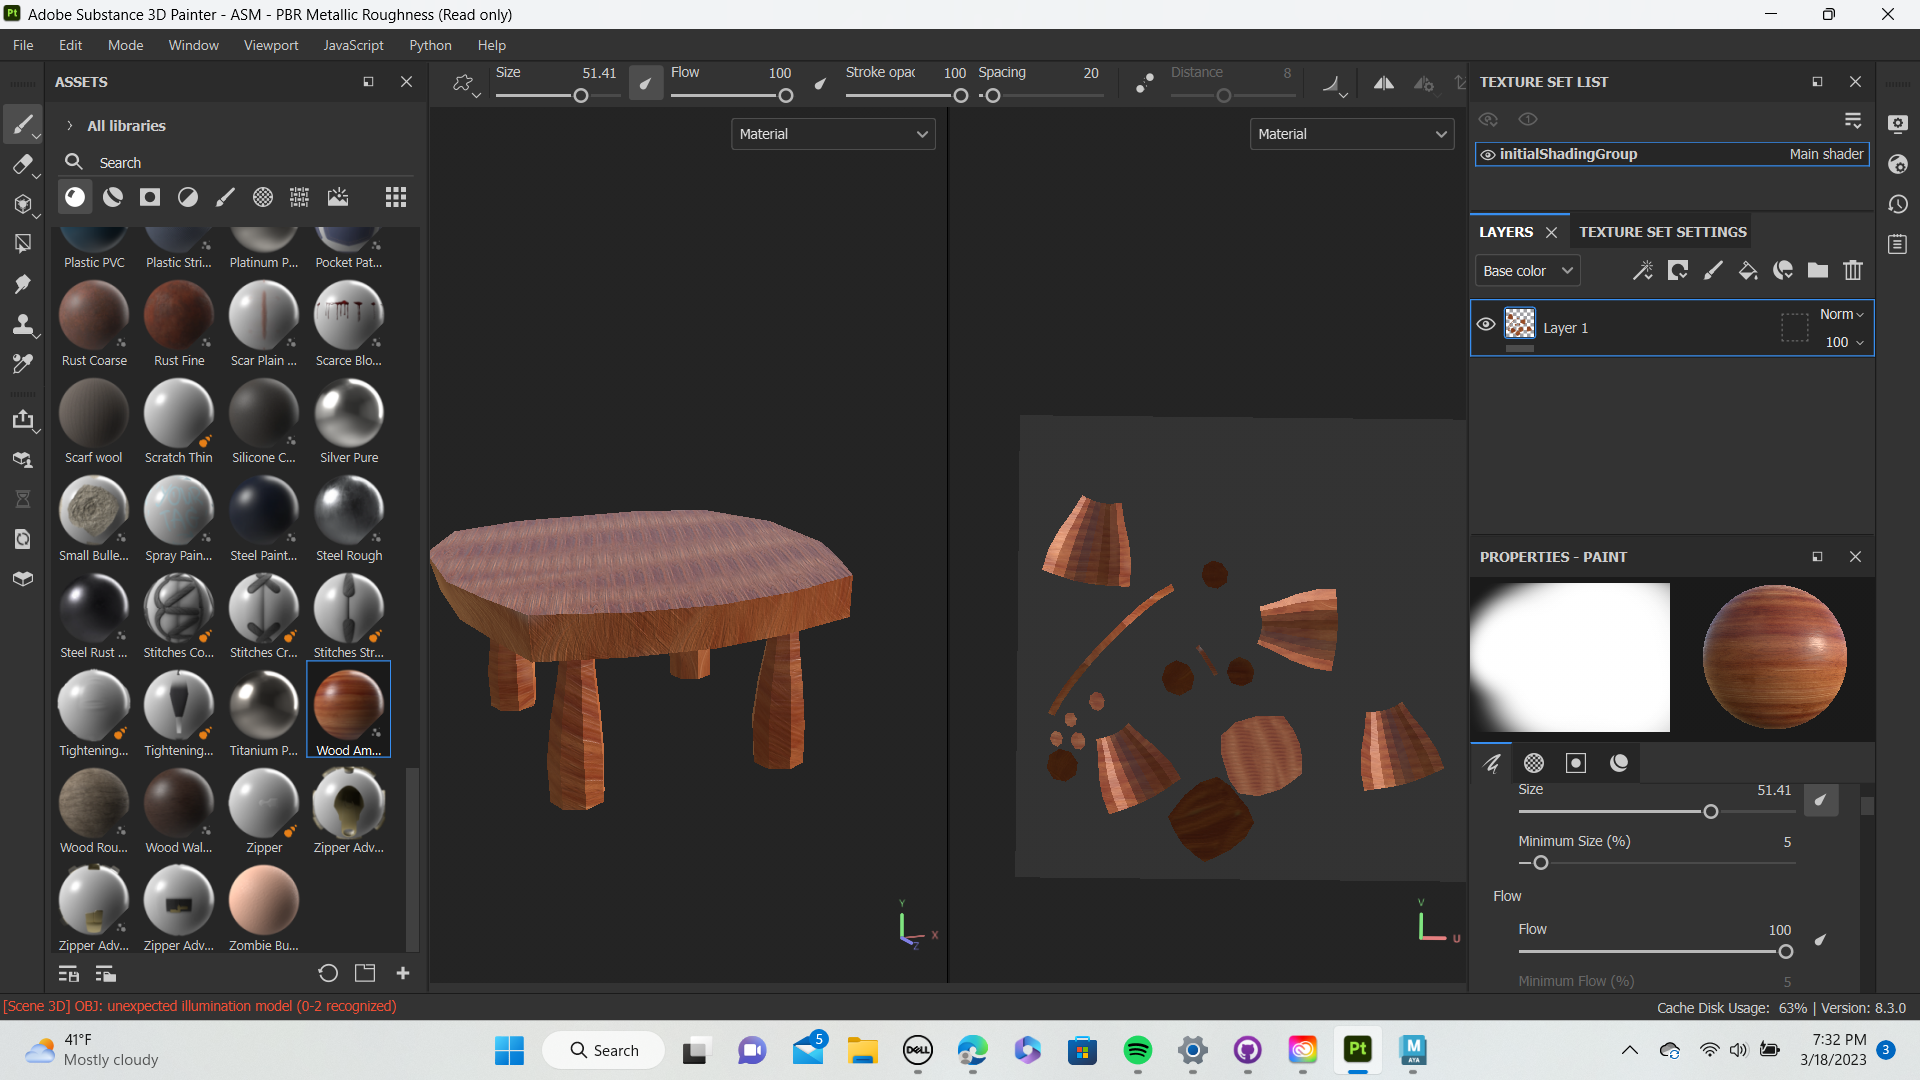 Pt Adobe Substance 3D Painter - ASM - PBR Metallic Roughness (Read only)
File Edit Mode Window Viewport JavaScript Python Help
ASSETS
All libraries
Search
Plastic PVC Plastic Stri... Platinum P... Pocket Pat...
Rust Coarse Rust Fine Scar Plain ... Scarce Blo...
Scarf wool Scratch Thin Silicone C... Silver Pure
Small Bulle... Spray Pain... Steel Paint... Steel Rough
Steel Rust ... Stitches Co... Stitches Cr... Stitches Str...
Tightening... Tightening... Titanium P... Wood Am...
Wood Rou... Wood Wal... Zipper Zipper Adv...
Zipper Adv... Zipper Adv... Zombie Bu...
Size 51.41 Flow 100 Stroke opac 100 Spacing 20 Distance 8
Material
Material
Y
X
Z
V
U
TEXTURE SET LIST
initialShadingGroup Main shader
LAYERS TEXTURE SET SETTINGS
Base color
Layer 1 Norm
100
PROPERTIES - PAINT
Size 51.41
Minimum Size (%) 5
Flow
Flow 100
Minimum Flow (%) 5
[Scene 3D] OBJ: unexpected illumination model (0-2 recognized)
Cache Disk Usage: 63% | Version: 8.3.0
41°F
Mostly cloudy
Search
5
DELL
Pt
M
AYA
7:32 PM
3/18/2023
3